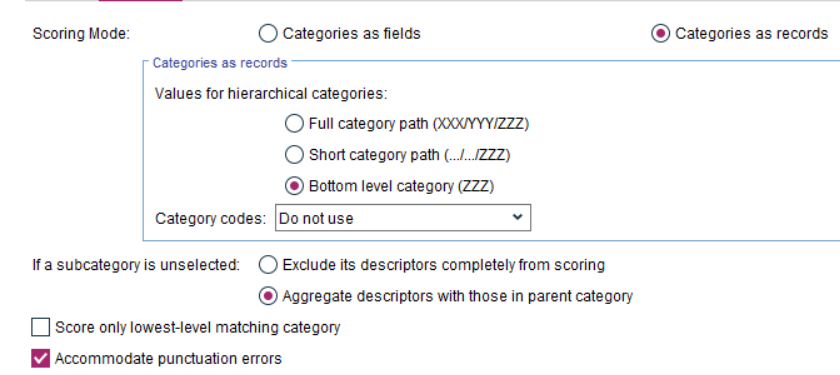 Scoring Mode: Categories as fields Categories as records
Categories as records
Values for hierarchical categories:
Full category path (XXX/YYY/ZZZ)
Short category path (.../.../ZZZ)
Bottom level category (ZZZ)
Category codes: Do not use
If a subcategory is unselected: Exclude its descriptors completely from scoring
Aggregate descriptors with those in parent category
Score only lowest-level matching category
Accommodate punctuation errors